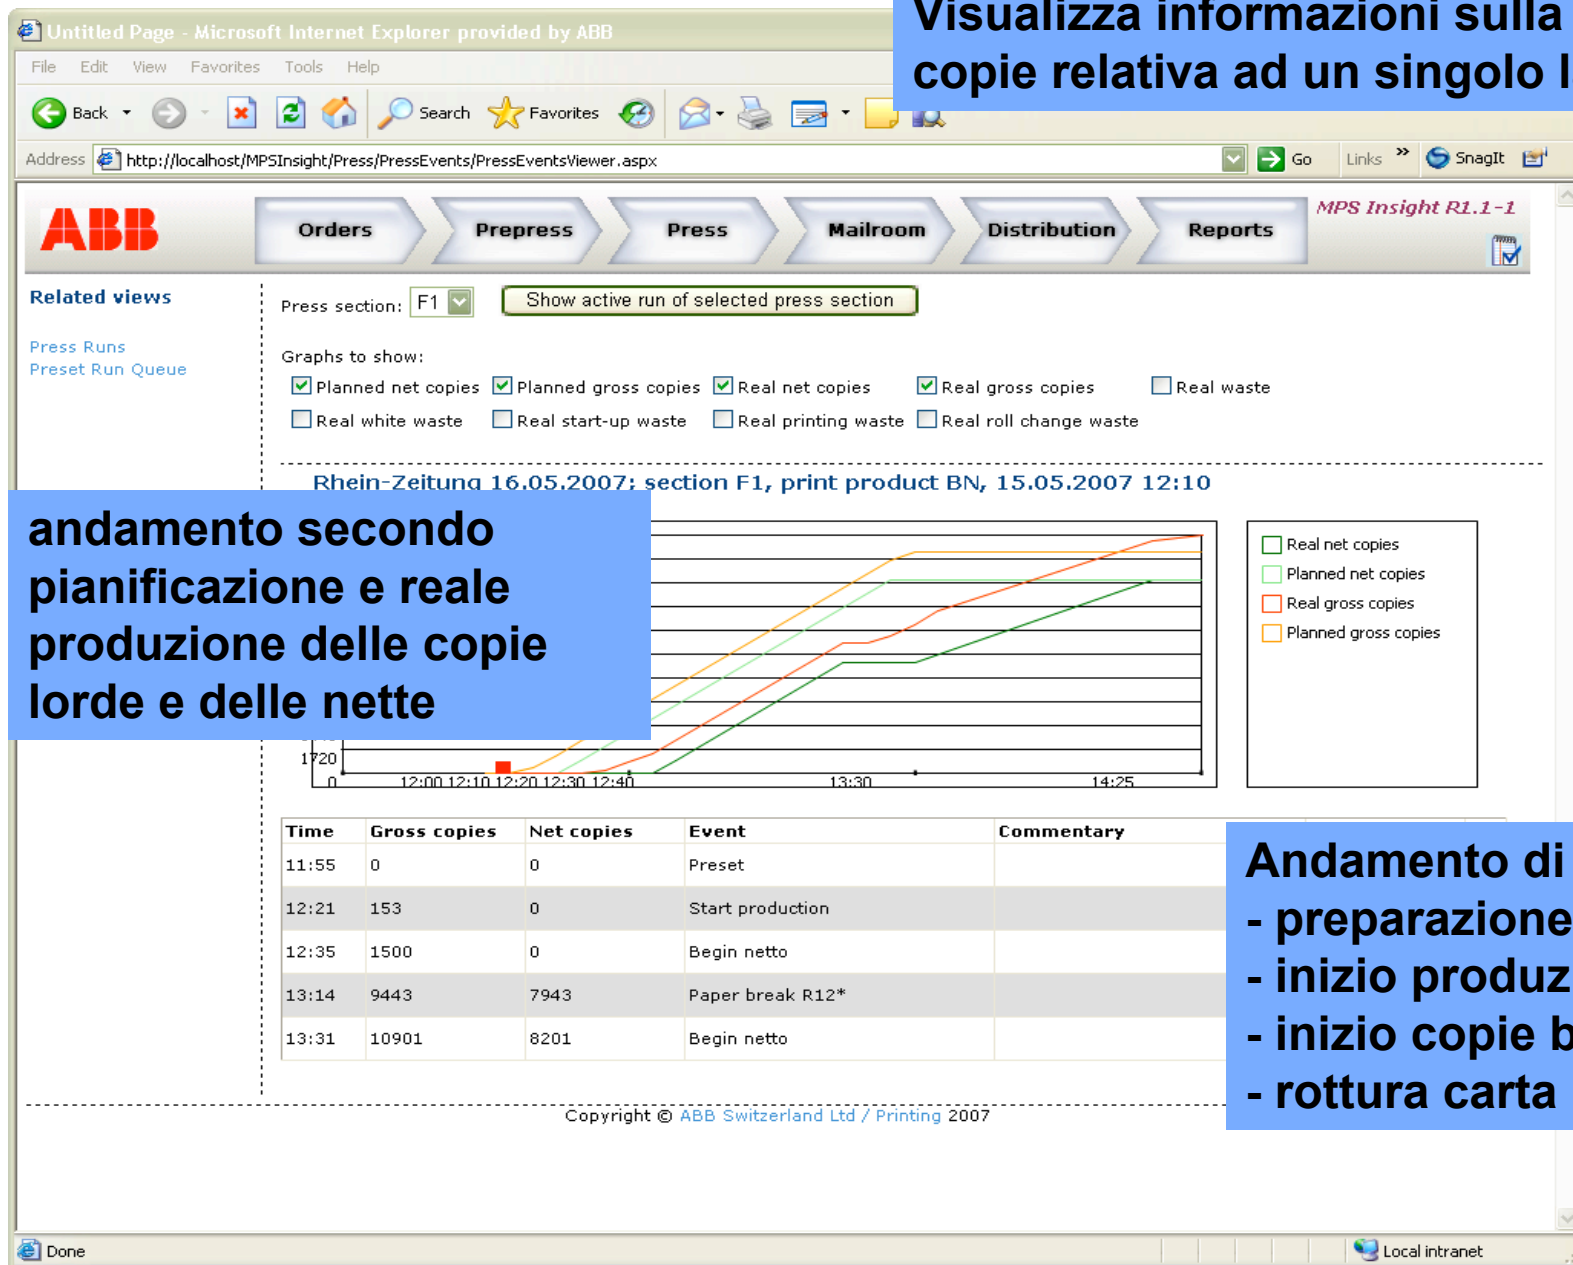 Visualizza informazioni sulla
copie relativa ad un singolo
Untitled Page - Microsoft Internet Explorer provided by ABB
File Edit View Favorites Tools Help
Back Search Favorites
Address http://localhost/MPSInsight/Press/PressEvents/PressEventsViewer.aspx Go Links » SnagIt
ABB Orders Prepress Press Mailroom Distribution Reports MPS Insight R1.1-1
Related views
Press Runs
Preset Run Queue
Press section: F1 Show active run of selected press section
Graphs to show:
Planned net copies Planned gross copies Real net copies Real gross copies Real waste
Real white waste Real start-up waste Real printing waste Real roll change waste
Rhein-Zeitung 16.05.2007; section F1, print product BN, 15.05.2007 12:10
andamento secondo
pianificazione e reale
produzione delle copie
lorde e delle nette
Real net copies
Planned net copies
Real gross copies
Planned gross copies
1720
0 12:00 12:10 12:20 12:30 12:40 13:30 14:25
Time Gross copies Net copies Event Commentary
11:55 0 0 Preset
12:21 153 0 Start production
12:35 1500 0 Begin netto
13:14 9443 7943 Paper break R12*
13:31 10901 8201 Begin netto
Andamento di
- preparazione
- inizio
- inizio copie
- rottura carta
Copyright © ABB Switzerland Ltd / Printing 2007
Done Local intranet